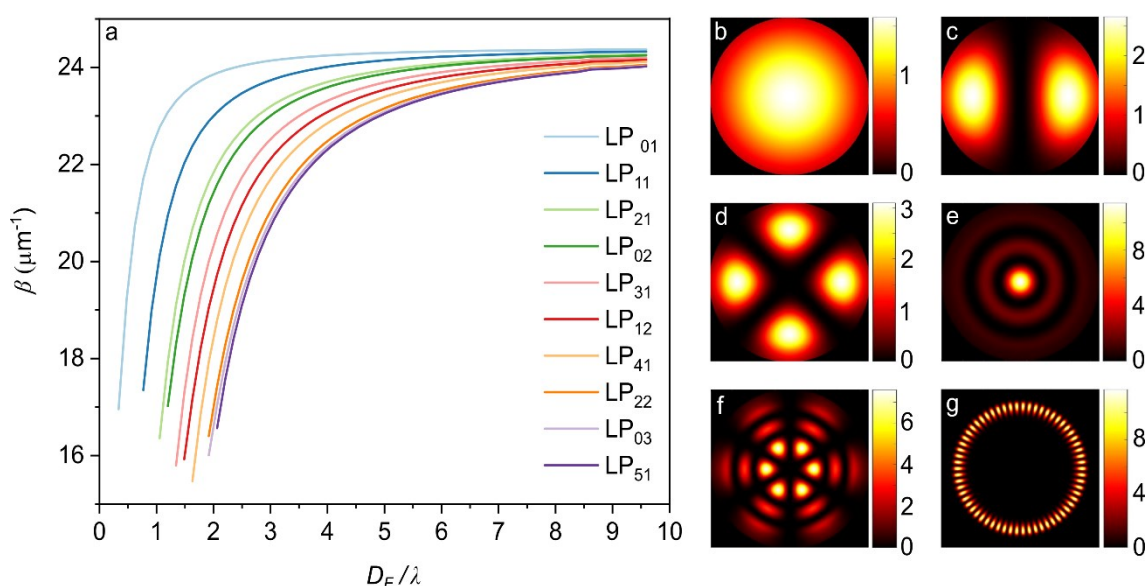 a
24
22
20
18
16
β (μm⁻¹)
0 1 2 3 4 5 6 7 8 9 10
D_F/λ
LP₀₁
LP₁₁
LP₂₁
LP₀₂
LP₃₁
LP₁₂
LP₄₁
LP₂₂
LP₀₃
LP₅₁
b
1
0
c
2
1
0
d
3
2
1
0
e
8
4
0
f
6
4
2
0
g
8
4
0